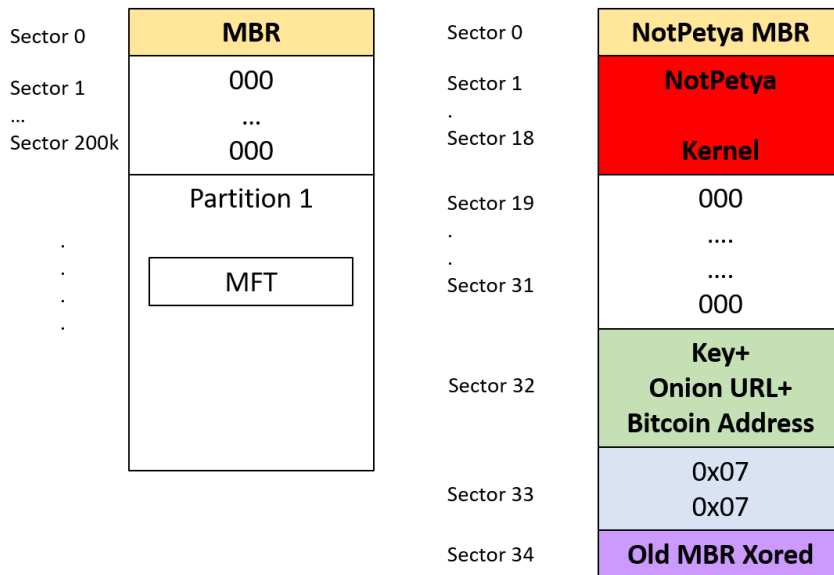 Sector 0
MBR
Sector 1
000
...
...
Sector 200k
000
Partition 1
.
.
.
.
MFT
Sector 0
NotPetya MBR
Sector 1
NotPetya
.
Sector 18
Kernel
Sector 19
000
.
....
.
....
Sector 31
000
Sector 32
Key+
Onion URL+
Bitcoin Address
Sector 33
0x07
0x07
Sector 34
Old MBR Xored